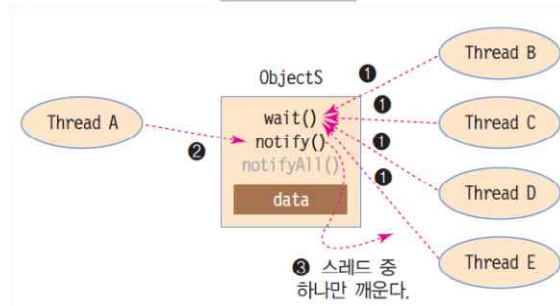 Thread B
ObjectS
❶
❶
Thread A
wait()
Thread C
notify()
❷
❶
notifyAll()
❶
data
Thread D
❸ 스레드 중
하나만 깨운다.
Thread E